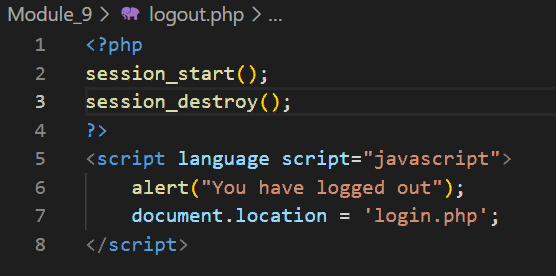 Module_9 > logout.php > ...
1 <?php
2 session_start();
3 session_destroy();
4 ?>
5 <script language script="javascript">
6 alert("You have logged out");
7 document.location = 'login.php';
8 </script>